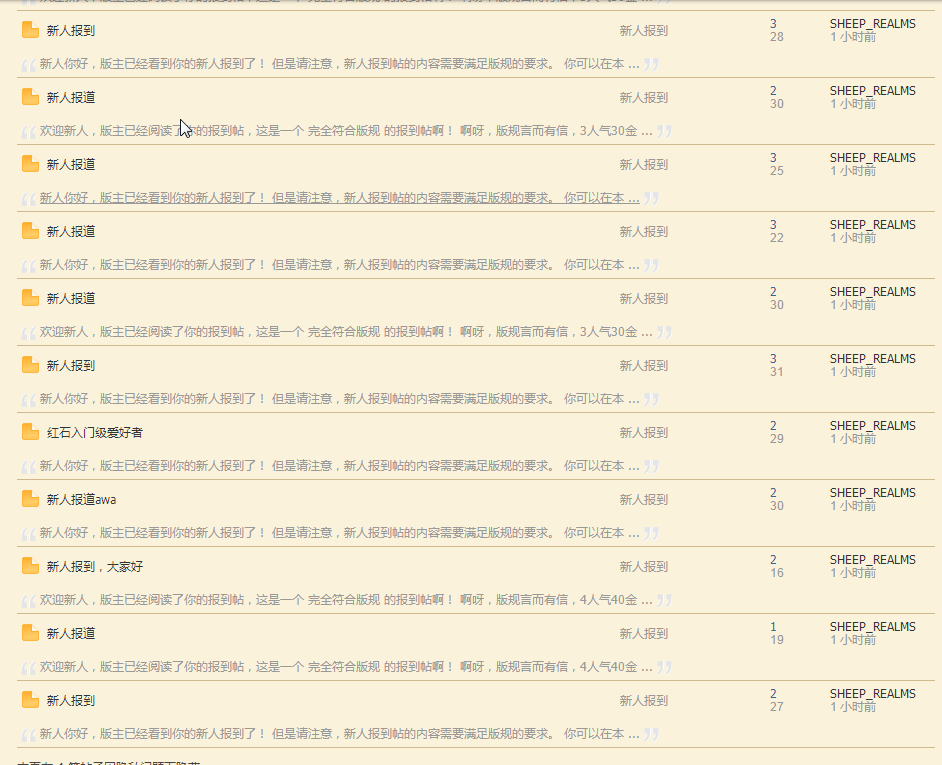 新人报到 新人报到 3 SHEEP_REALMS
28 1 小时前
新人你好，版主已经看到你的新人报到了！ 但是请注意，新人报到帖的内容需要满足版规的要求。 你可以在本 ...
新人报道 新人报到 2 SHEEP_REALMS
30 1 小时前
欢迎新人，版主已经阅读了你的报到帖，这是一个 完全符合版规 的报到帖啊！ 啊呀，版规言而有信，3人气30金 ...
新人报道 新人报到 3 SHEEP_REALMS
25 1 小时前
新人你好，版主已经看到你的新人报到了！ 但是请注意，新人报到帖的内容需要满足版规的要求。 你可以在本 ...
新人报道 新人报到 3 SHEEP_REALMS
22 1 小时前
新人你好，版主已经看到你的新人报到了！ 但是请注意，新人报到帖的内容需要满足版规的要求。 你可以在本 ...
新人报道 新人报到 2 SHEEP_REALMS
30 1 小时前
欢迎新人，版主已经阅读了你的报到帖，这是一个 完全符合版规 的报到帖啊！ 啊呀，版规言而有信，3人气30金 ...
新人报到 新人报到 3 SHEEP_REALMS
31 1 小时前
新人你好，版主已经看到你的新人报到了！ 但是请注意，新人报到帖的内容需要满足版规的要求。 你可以在本 ...
红石入门级爱好者 新人报到 2 SHEEP_REALMS
29 1 小时前
新人你好，版主已经看到你的新人报到了！ 但是请注意，新人报到帖的内容需要满足版规的要求。 你可以在本 ...
新人报道awa 新人报到 2 SHEEP_REALMS
30 1 小时前
新人你好，版主已经看到你的新人报到了！ 但是请注意，新人报到帖的内容需要满足版规的要求。 你可以在本 ...
新人报到，大家好 新人报到 2 SHEEP_REALMS
16 1 小时前
欢迎新人，版主已经阅读了你的报到帖，这是一个 完全符合版规 的报到帖啊！ 啊呀，版规言而有信，4人气40金 ...
新人报道 新人报到 1 SHEEP_REALMS
19 1 小时前
欢迎新人，版主已经阅读了你的报到帖，这是一个 完全符合版规 的报到帖啊！ 啊呀，版规言而有信，4人气40金 ...
新人报到 新人报到 2 SHEEP_REALMS
27 1 小时前
新人你好，版主已经看到你的新人报到了！ 但是请注意，新人报到帖的内容需要满足版规的要求。 你可以在本 ...